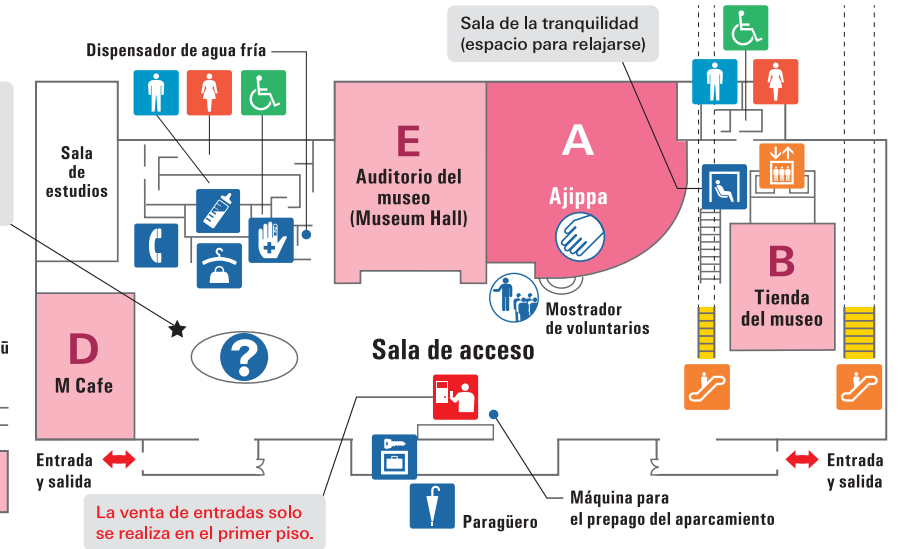 Sala de la tranquilidad
(espacio para relajarse)
Dispensador de agua fría
Sala
de
estudios
E
Auditorio del
museo
(Museum Hall)
A
Ajippa
B
Tienda
del museo
Mostrador
de voluntarios
D
M Cafe
?
Sala de acceso
ū
Entrada
y salida
La venta de entradas solo
se realiza en el primer piso.
Paragüero
Máquina para
el prepago del aparcamiento
Entrada
y salida